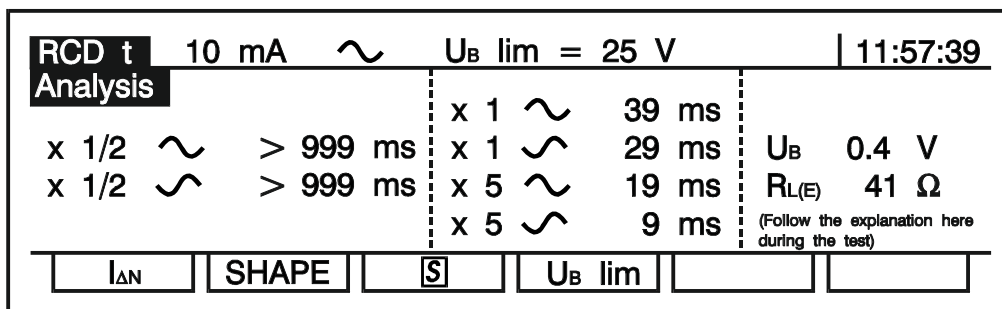 RCD t 10 mA ∿ UB lim = 25 V 11:57:39
Analysis
x 1/2 ∿ > 999 ms
x 1/2 ∿ > 999 ms
x 1 ∿ 39 ms
x 1 ∿ 29 ms
x 5 ∿ 19 ms
x 5 ∿ 9 ms
UB 0.4 V
RL(E) 41 Ω
(Follow the explanation here
during the test)
IΔN SHAPE S UB lim